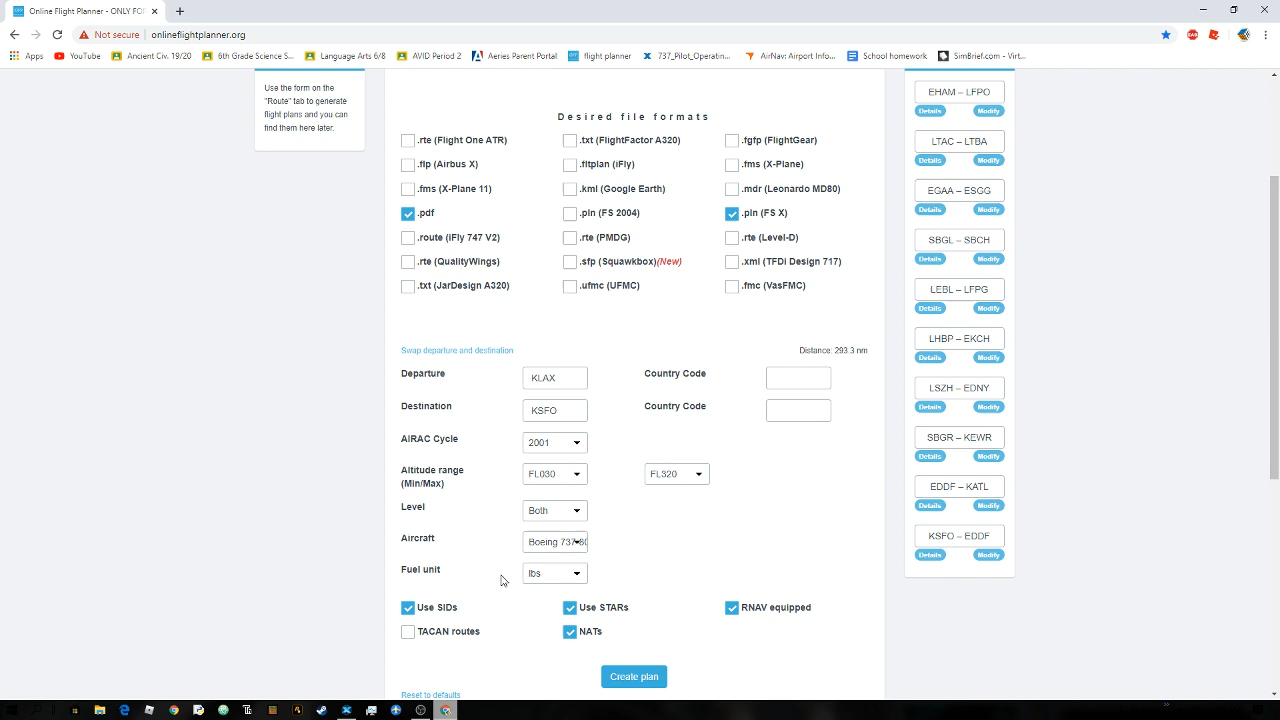 Online Flight Planner - ONLY FOR
Not secure | onlineflightplanner.org
Apps YouTube Ancient Civ. 19/20 6th Grade Science S... Language Arts 6/8 AVID Period 2 Aeries Parent Portal flight planner 737_Pilot_Operatin... AirNav: Airport Info... School homework SimBrief.com - Virt...
Use the form on the
"Route" tab to generate
flight plans and you can
find them here later.
Desired file formats
.rte (Flight One ATR) .txt (FlightFactor A320) .fgfp (FlightGear)
.flp (Airbus X) .fltplan (iFly) .fms (X-Plane)
.fms (X-Plane 11) .kml (Google Earth) .mdr (Leonardo MD80)
.pdf .pln (FS 2004) .pln (FS X)
.route (iFly 747 V2) .rte (PMDG) .rte (Level-D)
.rte (QualityWings) .sfp (Squawkbox)(New) .xml (TFDi Design 717)
.txt (JarDesign A320) .ufmc (UFMC) .fmc (VasFMC)
Swap departure and destination Distance: 293.3 nm
Departure KLAX Country Code
Destination KSFO Country Code
AIRAC Cycle 2001
Altitude range
(Min/Max) FL030 FL320
Level Both
Aircraft Boeing 737-80
Fuel unit lbs
Use SIDs Use STARs RNAV equipped
TACAN routes NATs
Create plan
Reset to defaults
EHAM – LFPO
Details Modify
LTAC – LTBA
Details Modify
EGAA – ESGG
Details Modify
SBGL – SBCH
Details Modify
LEBL – LFPG
Details Modify
LHBP – EKCH
Details Modify
LSZH – EDNY
Details Modify
SBGR – KEWR
Details Modify
EDDF – KATL
Details Modify
KSFO – EDDF
Details Modify